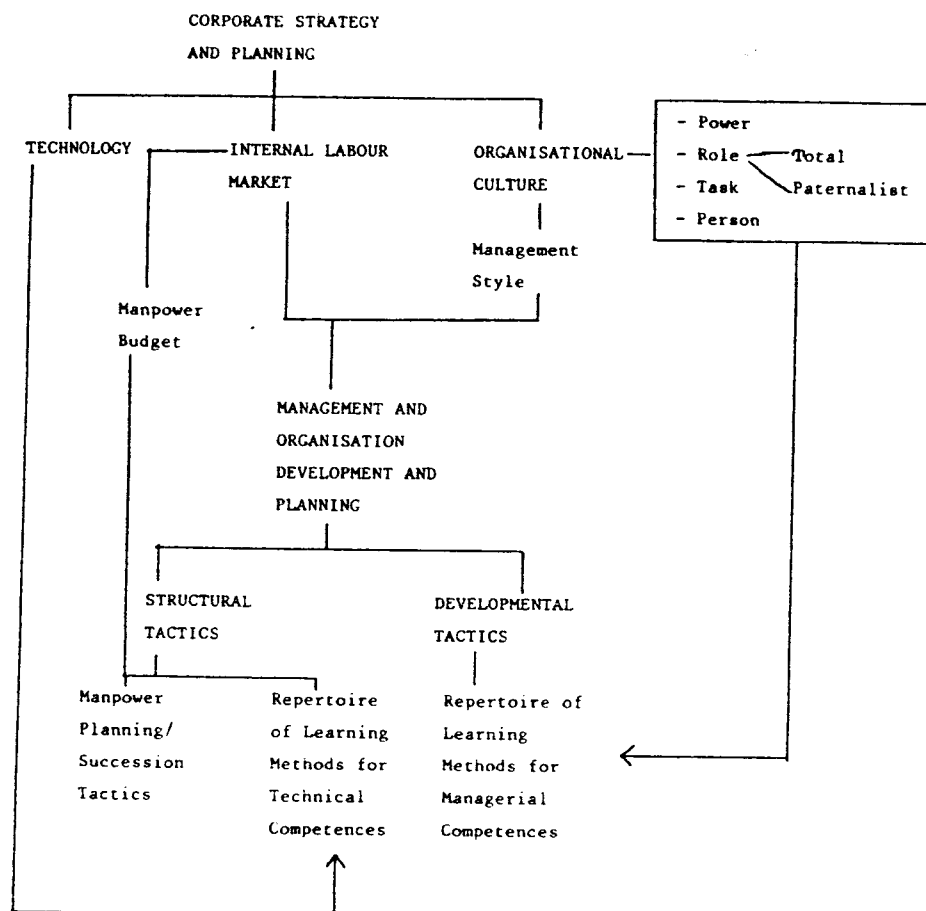 CORPORATE STRATEGY
AND PLANNING
TECHNOLOGY
INTERNAL LABOUR
MARKET
ORGANISATIONAL
CULTURE
- Power
- Role
Total
- Task
Paternalist
- Person
Management
Style
Manpower
Budget
MANAGEMENT AND
ORGANISATION
DEVELOPMENT AND
PLANNING
STRUCTURAL
TACTICS
DEVELOPMENTAL
TACTICS
Manpower
Planning/
Succession
Tactics
Repertoire
of Learning
Methods for
Technical
Competences
Repertoire of
Learning
Methods for
Managerial
Competences